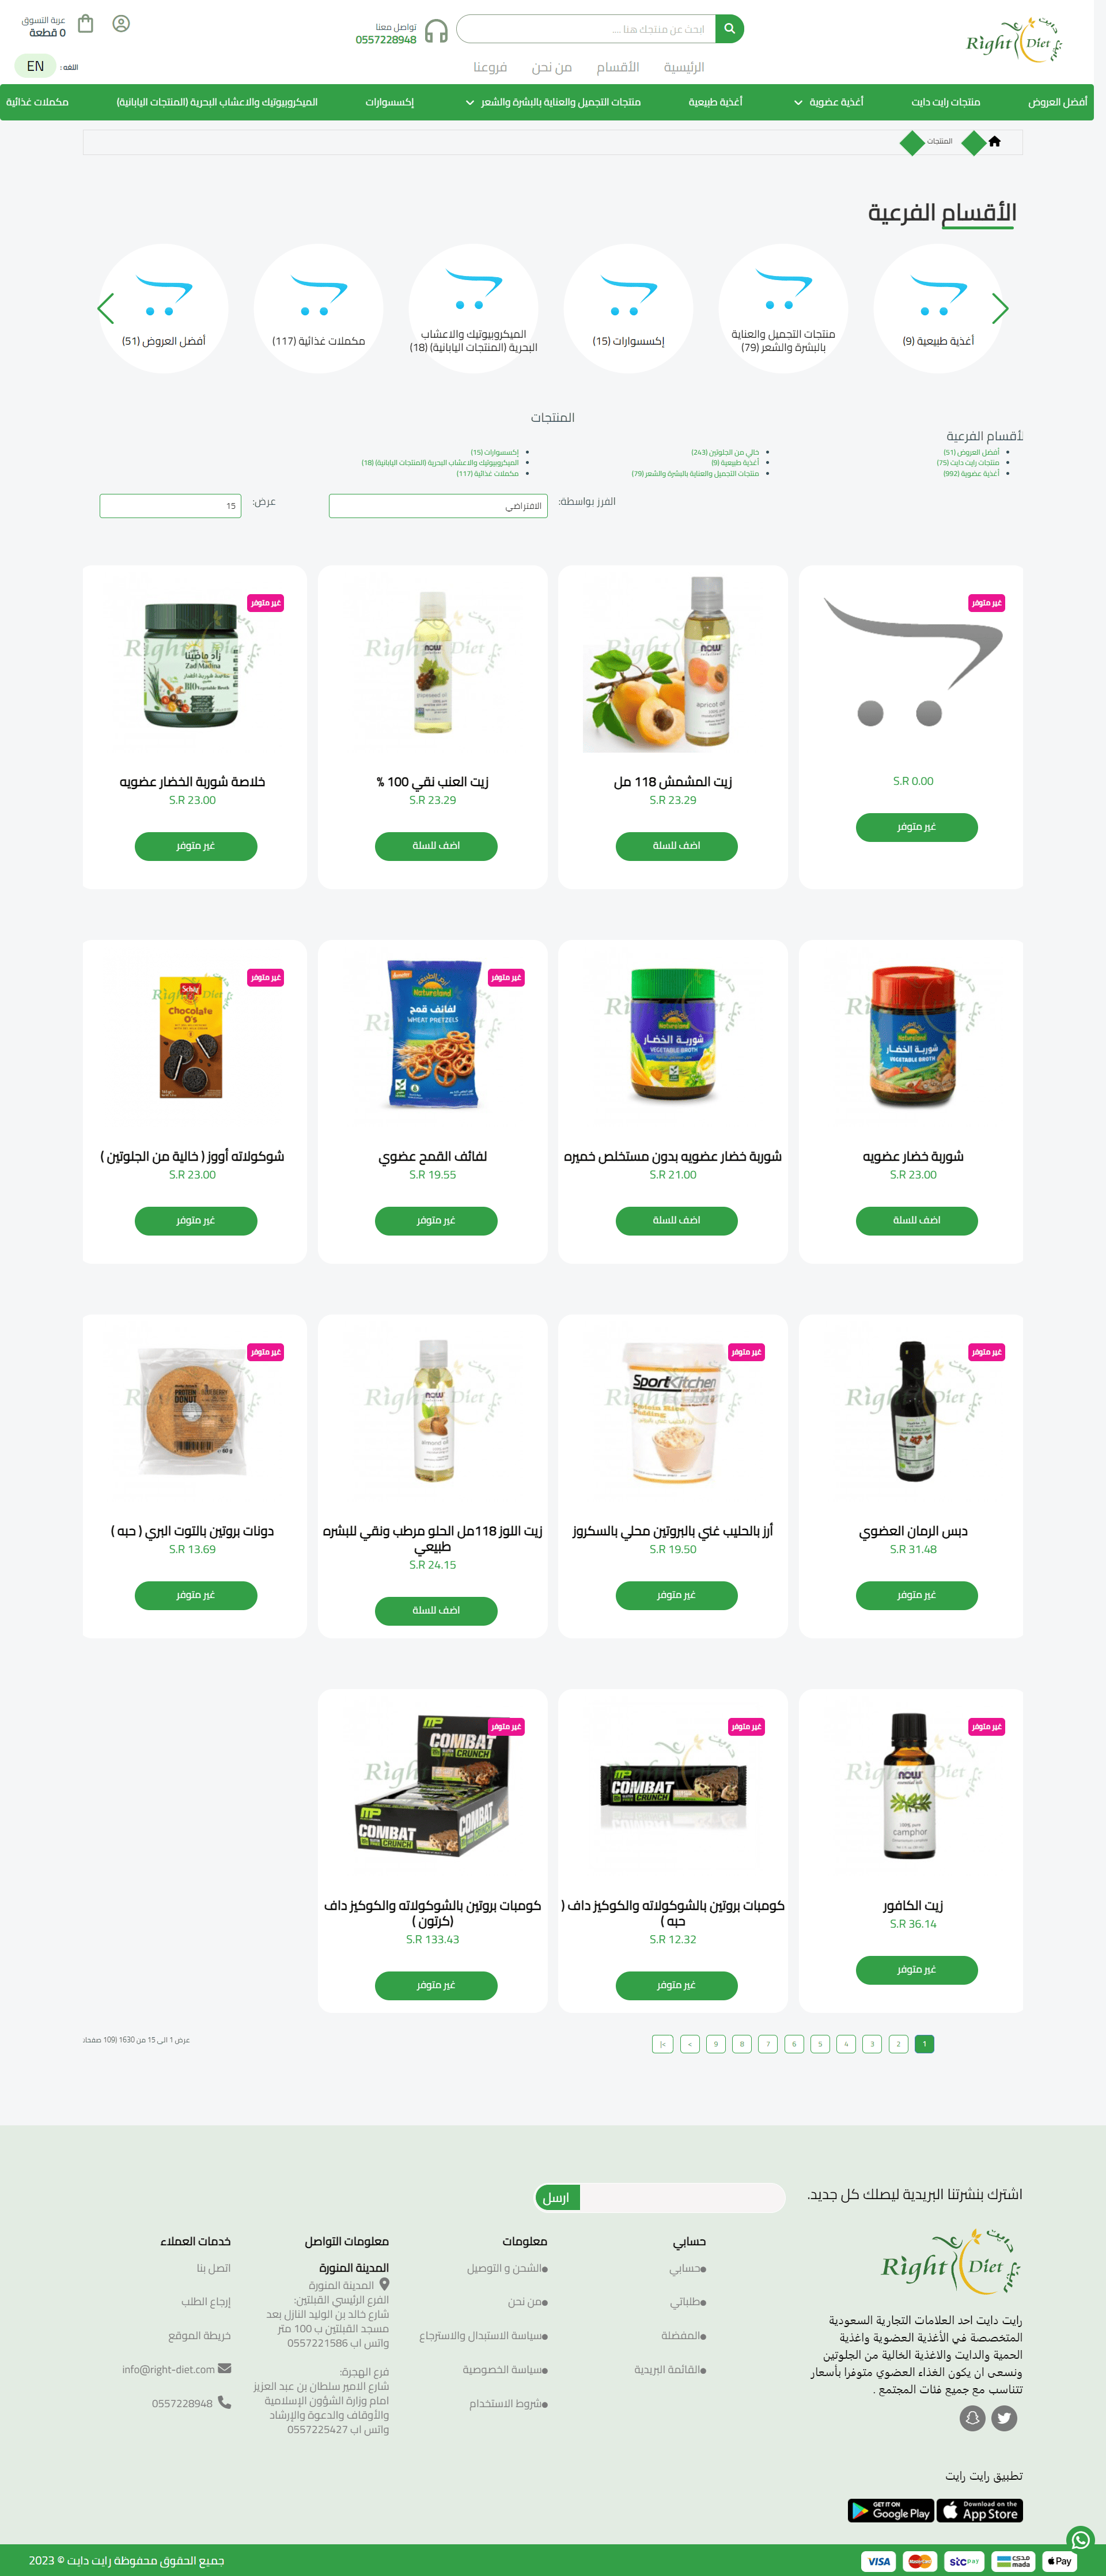 Right Diet
ابحث عن منتجك هنا ....
تواصل معنا
0557228948
عربة التسوق
0 قطعة
الرئيسية
الأقسام
من نحن
فروعنا
اللغه :
EN
أفضل العروض
منتجات رايت دايت
أغذية عضوية
أغذية طبيعية
منتجات التجميل والعناية بالبشرة والشعر
إكسسوارات
الميكروبيوتيك والاعشاب البحرية (المنتجات اليابانية)
مكملات غذائية
المنتجات
الأقسام الفرعية
أغذية طبيعية (9)
منتجات التجميل والعناية
بالبشرة والشعر (79)
إكسسوارات (15)
الميكروبيوتيك والاعشاب
البحرية (المنتجات اليابانية) (18)
مكملات غذائية (117)
أفضل العروض (51)
المنتجات
لأقسام الفرعية
أفضل العروض (51)
منتجات رايت دايت (75)
أغذية عضوية (992)
خالي من الجلوتين (243)
أغذية طبيعية (9)
منتجات التجميل والعناية بالبشرة والشعر (79)
إكسسوارات (15)
الميكروبيوتيك والاعشاب البحرية (المنتجات اليابانية) (18)
مكملات غذائية (117)
الفرز بواسطة:
الافتراضي
عرض:
15
غير متوفر
S.R 0.00
غير متوفر
زيت المشمش 118 مل
S.R 23.29
اضف للسلة
زيت العنب نقي 100 %
S.R 23.29
اضف للسلة
غير متوفر
خلاصة شوربة الخضار عضويه
S.R 23.00
غير متوفر
شوربة خضار عضويه
S.R 23.00
اضف للسلة
شوربة خضار عضويه بدون مستخلص خميره
S.R 21.00
اضف للسلة
غير متوفر
لفائف القمح عضوي
S.R 19.55
غير متوفر
غير متوفر
شوكولاته أووز ( خالية من الجلوتين )
S.R 23.00
غير متوفر
غير متوفر
دبس الرمان العضوي
S.R 31.48
غير متوفر
غير متوفر
أرز بالحليب غني بالبروتين محلي بالسكروز
S.R 19.50
غير متوفر
زيت اللوز 118مل الحلو مرطب ونقي للبشره
طبيعي
S.R 24.15
اضف للسلة
غير متوفر
دونات بروتين بالتوت البري ( حبه )
S.R 13.69
غير متوفر
غير متوفر
زيت الكافور
S.R 36.14
غير متوفر
غير متوفر
كومبات بروتين بالشوكولاته والكوكيز داف (
حبه )
S.R 12.32
غير متوفر
غير متوفر
كومبات بروتين بالشوكولاته والكوكيز داف
(كرتون )
S.R 133.43
غير متوفر
1 2 3 4 5 6 7 8 9 > >|
عرض 1 الى 15 من 1630 (109 صفحات
اشترك بنشرتنا البريدية ليصلك كل جديد.
ارسل
Right Diet
رايت دايت احد العلامات التجارية السعودية
المتخصصة في الأغذية العضوية واغذية
الحمية والدايت والاغذية الخالية من الجلوتين
ونسعى ان يكون الغذاء العضوي متوفرا بأسعار
تتناسب مع جميع فئات المجتمع .
تطبيق رايت رايت
GET IT ON
Google Play
Download on the
App Store
حسابي
حسابي
طلباتي
المفضلة
القائمة البريدية
معلومات
الشحن و التوصيل
من نحن
سياسة الاستبدال والاسترجاع
سياسة الخصوصية
شروط الاستخدام
معلومات التواصل
المدينة المنورة
المدينة المنورة
الفرع الرئيسي القبلتين:
شارع خالد بن الوليد النازل بعد
مسجد القبلتين ب 100 متر
واتس اب 0557221586
فرع الهجرة:
شارع الامير سلطان بن عبد العزيز
امام وزارة الشؤون الإسلامية
والأوقاف والدعوة والإرشاد
واتس اب 0557225427
خدمات العملاء
اتصل بنا
إرجاع الطلب
خريطة الموقع
info@right-diet.com
0557228948
VISA
MasterCard
stc pay
مدى
mada
Pay
جميع الحقوق محفوظة رايت دايت © 2023